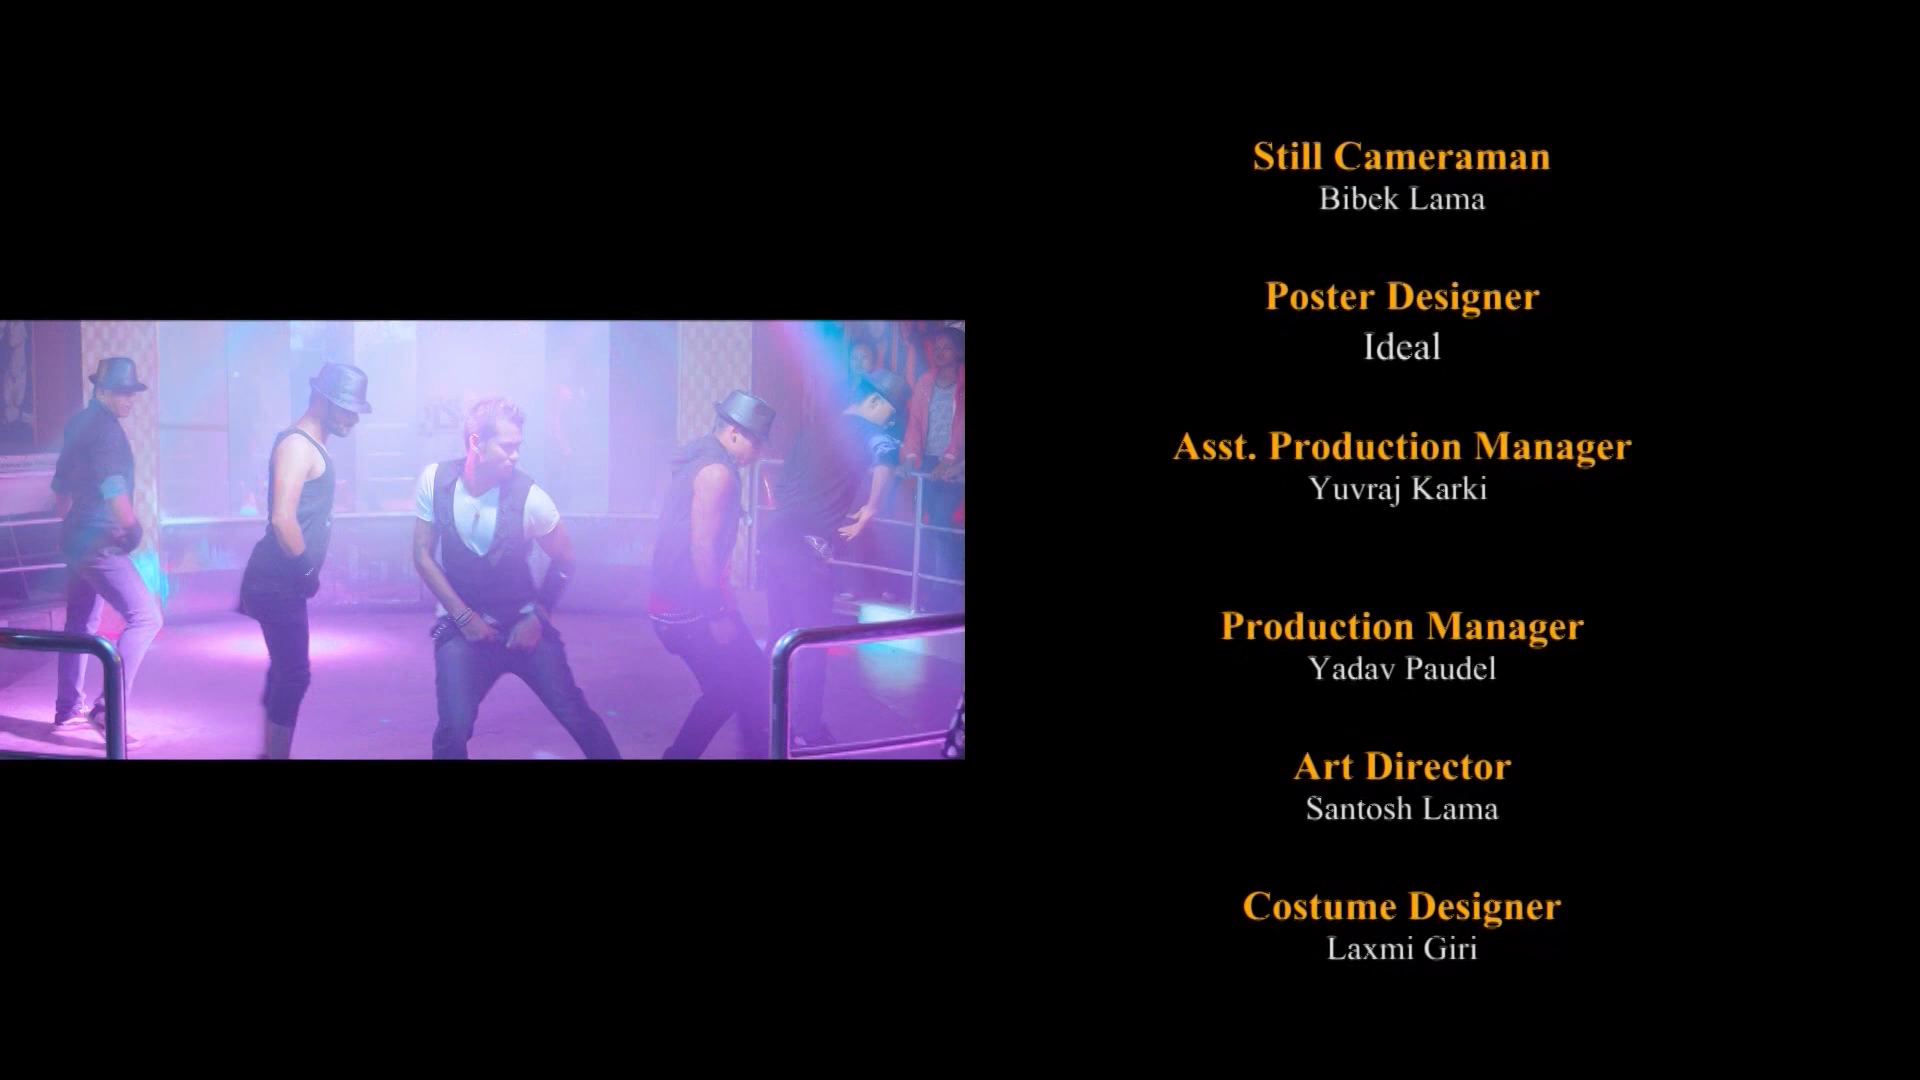 Still Cameraman
Bibek Lama
Poster Designer
Ideal
Asst. Production Manager
Yuvraj Karki
Production Manager
Yadav Paudel
Art Director
Santosh Lama
Costume Designer
Laxmi Giri